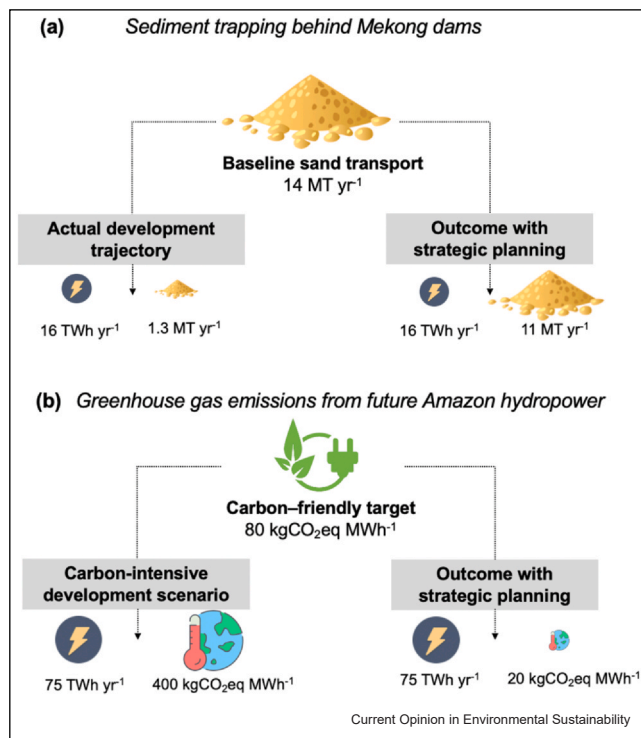 (a) Sediment trapping behind Mekong dams
Baseline sand transport
14 MT yr⁻¹
Actual development
trajectory
16 TWh yr⁻¹ 1.3 MT yr⁻¹
Outcome with
strategic planning
16 TWh yr⁻¹ 11 MT yr⁻¹
(b) Greenhouse gas emissions from future Amazon hydropower
Carbon–friendly target
80 kgCO₂eq MWh⁻¹
Carbon-intensive
development scenario
75 TWh yr⁻¹ 400 kgCO₂eq MWh⁻¹
Outcome with
strategic planning
75 TWh yr⁻¹ 20 kgCO₂eq MWh⁻¹
Current Opinion in Environmental Sustainability